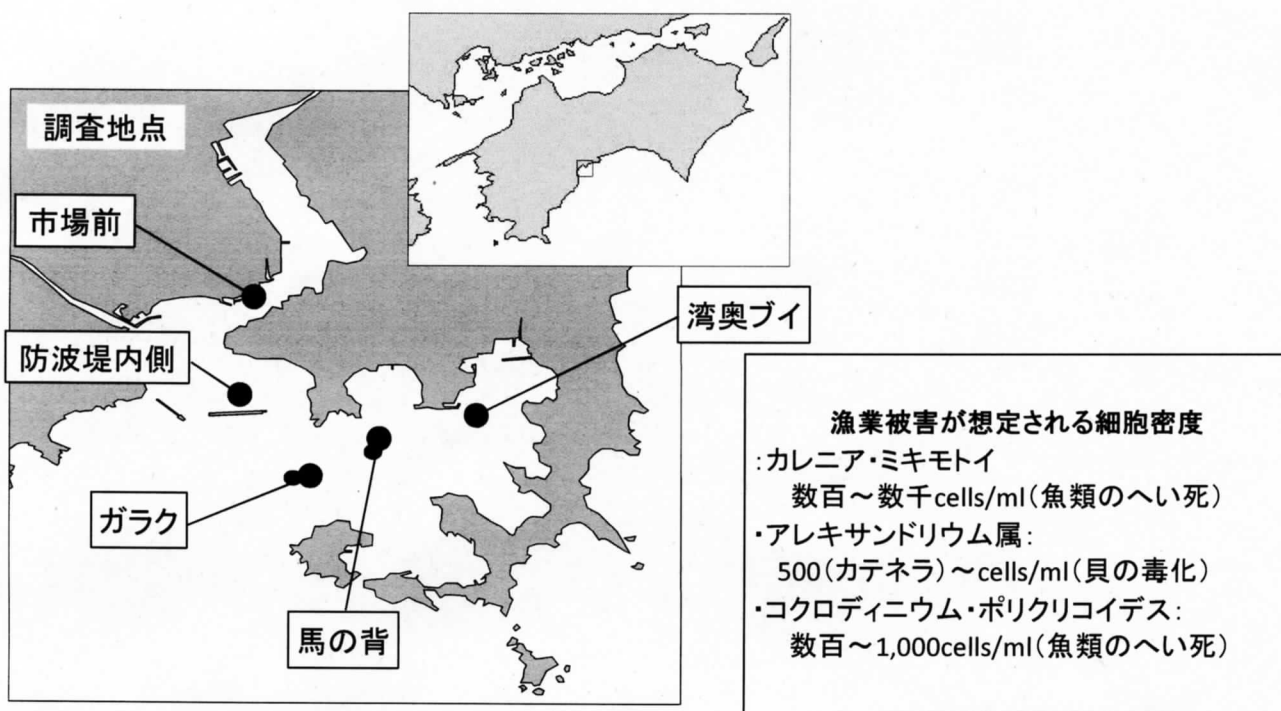 調査地点
市場前
湾奥ブイ
防波堤内側
ガラク
馬の背
漁業被害が想定される細胞密度
:カレニア・ミキモトイ
数百～数千cells/ml(魚類のへい死)
・アレキサンドリウム属:
500(カテネラ)～cells/ml(貝の毒化)
・コクロディニウム・ポリクリコイデス:
数百～1,000cells/ml(魚類のへい死)